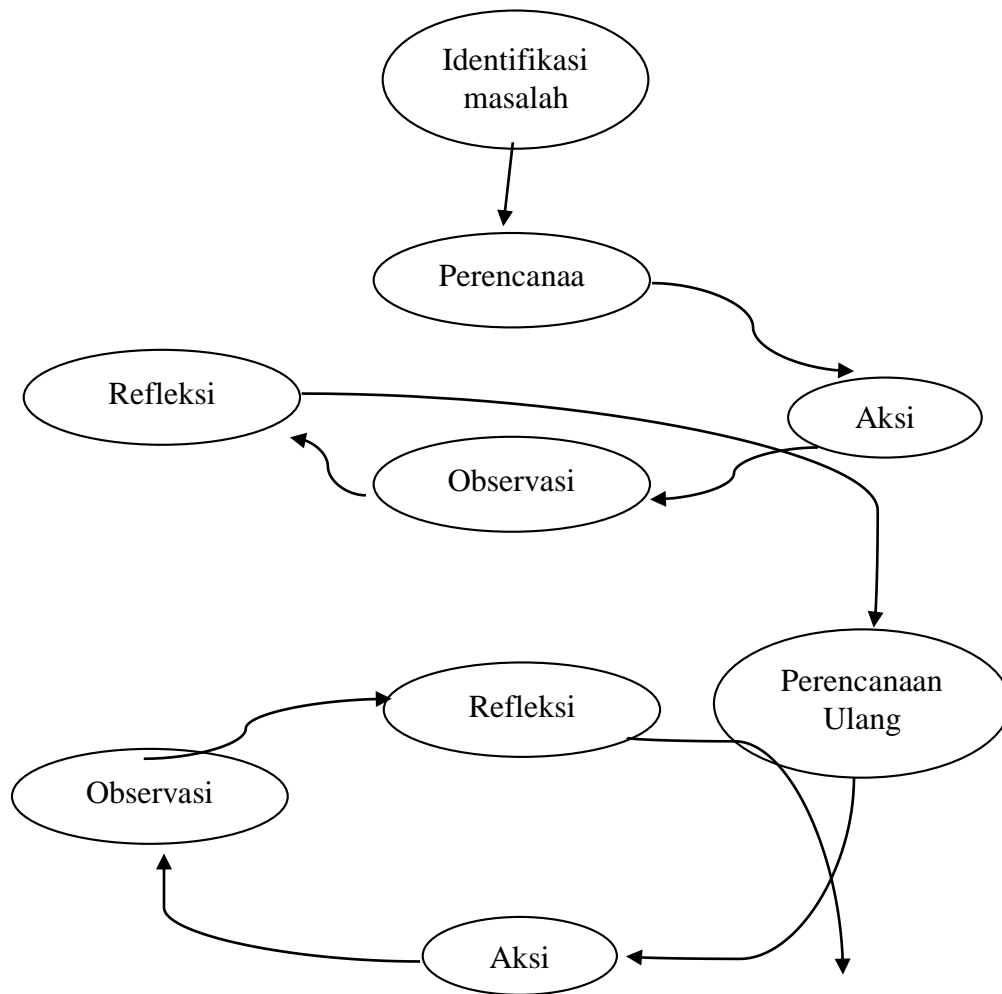 Identifikasi
masalah
Perencanaa
Refleksi
Aksi
Observasi
Perencanaan
Ulang
Refleksi
Observasi
Aksi